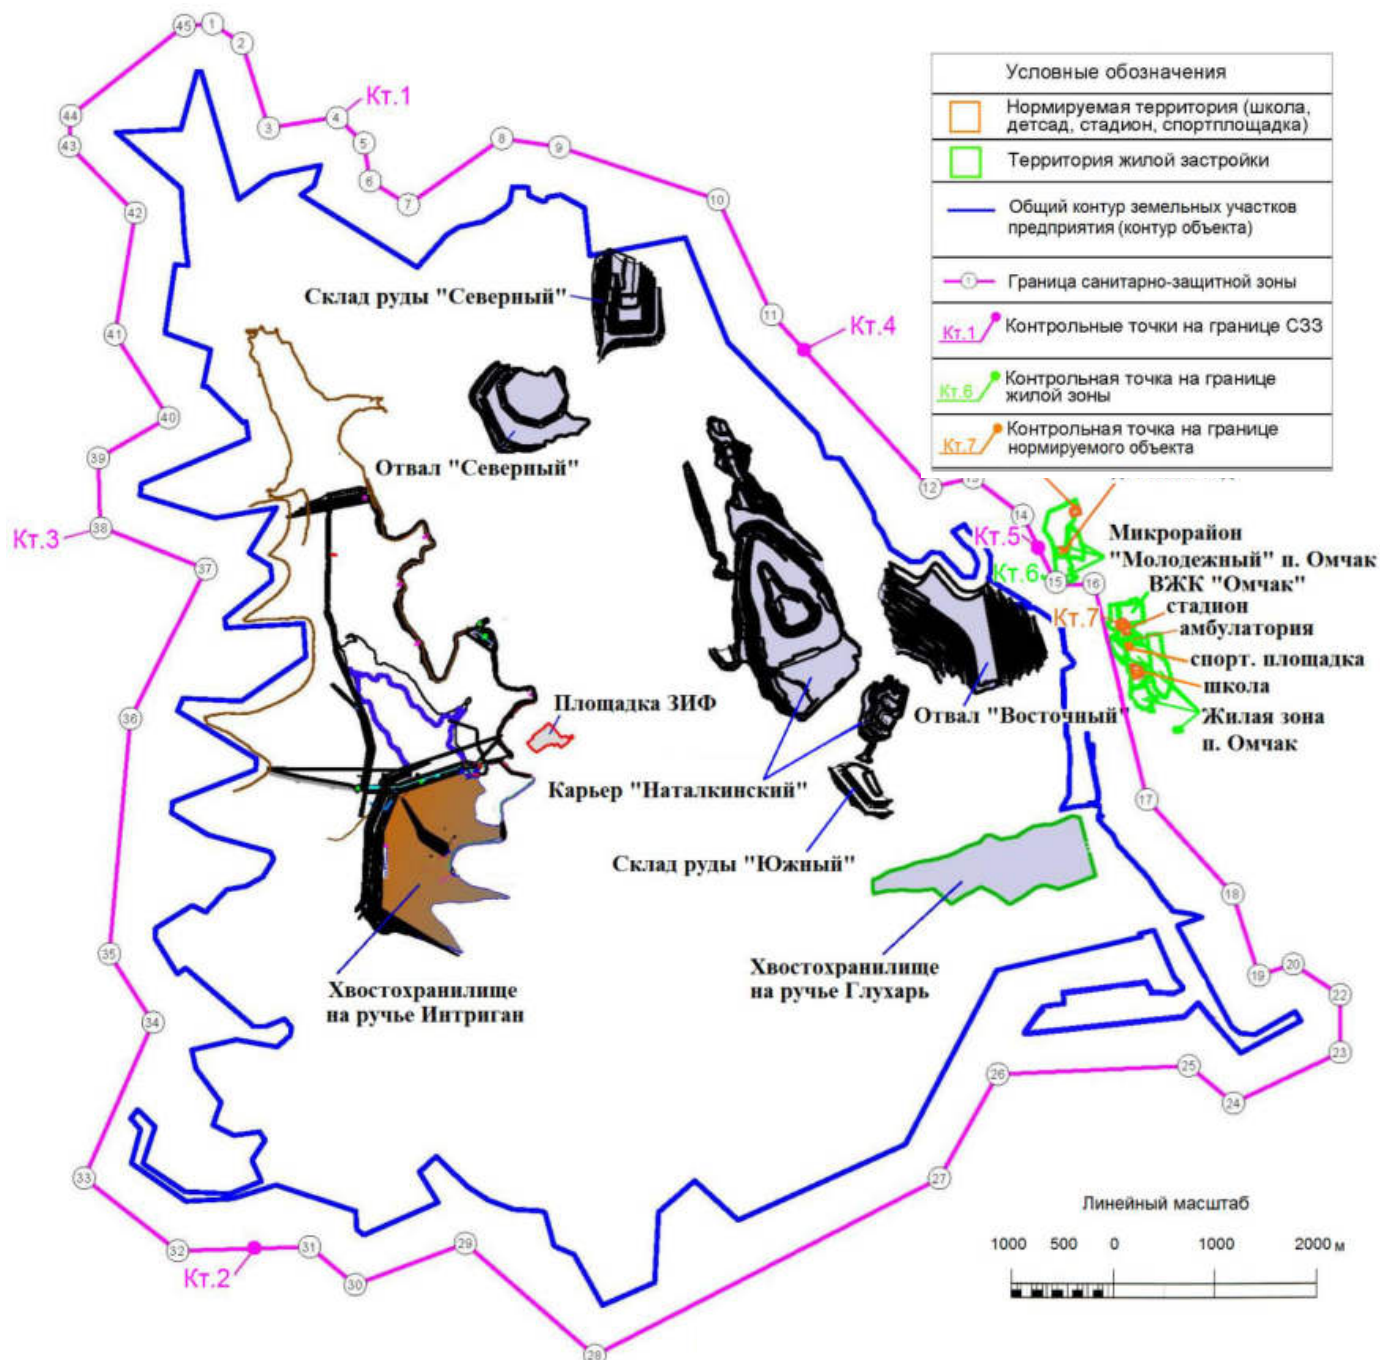 45
1
2
Условные обозначения
Нормируемая территория (школа,
детсад, стадион, спортплощадка)
Территория жилой застройки
Общий контур земельных участков
предприятия (контур объекта)
1
Граница санитарно-защитной зоны
Кт.1
Контрольные точки на границе СЗЗ
Кт.6
Контрольная точка на границе
жилой зоны
Кт.7
Контрольная точка на границе
нормируемого объекта
44
Кт.1
3
4
5
43
8
9
6
7
10
42
Склад руды "Северный"
11
Кт.4
41
40
39
Отвал "Северный"
12
38
Кт.3
14
Кт.5
Микрорайон
"Молодежный" п. Омчак
37
Кт.6
15
16
ВЖК "Омчак"
стадион
Кт.7
амбулатория
спорт. площадка
школа
36
Площадка ЗИФ
Отвал "Восточный"
Жилая зона
п. Омчак
Карьер "Наталкинский"
17
Склад руды "Южный"
18
35
Хвостохранилище
на ручье Глухарь
19
20
22
Хвостохранилище
на ручье Интриган
34
23
25
26
24
33
27
Линейный масштаб
32
31
29
1000 500 0 1000 2000 м
Кт.2
30
28